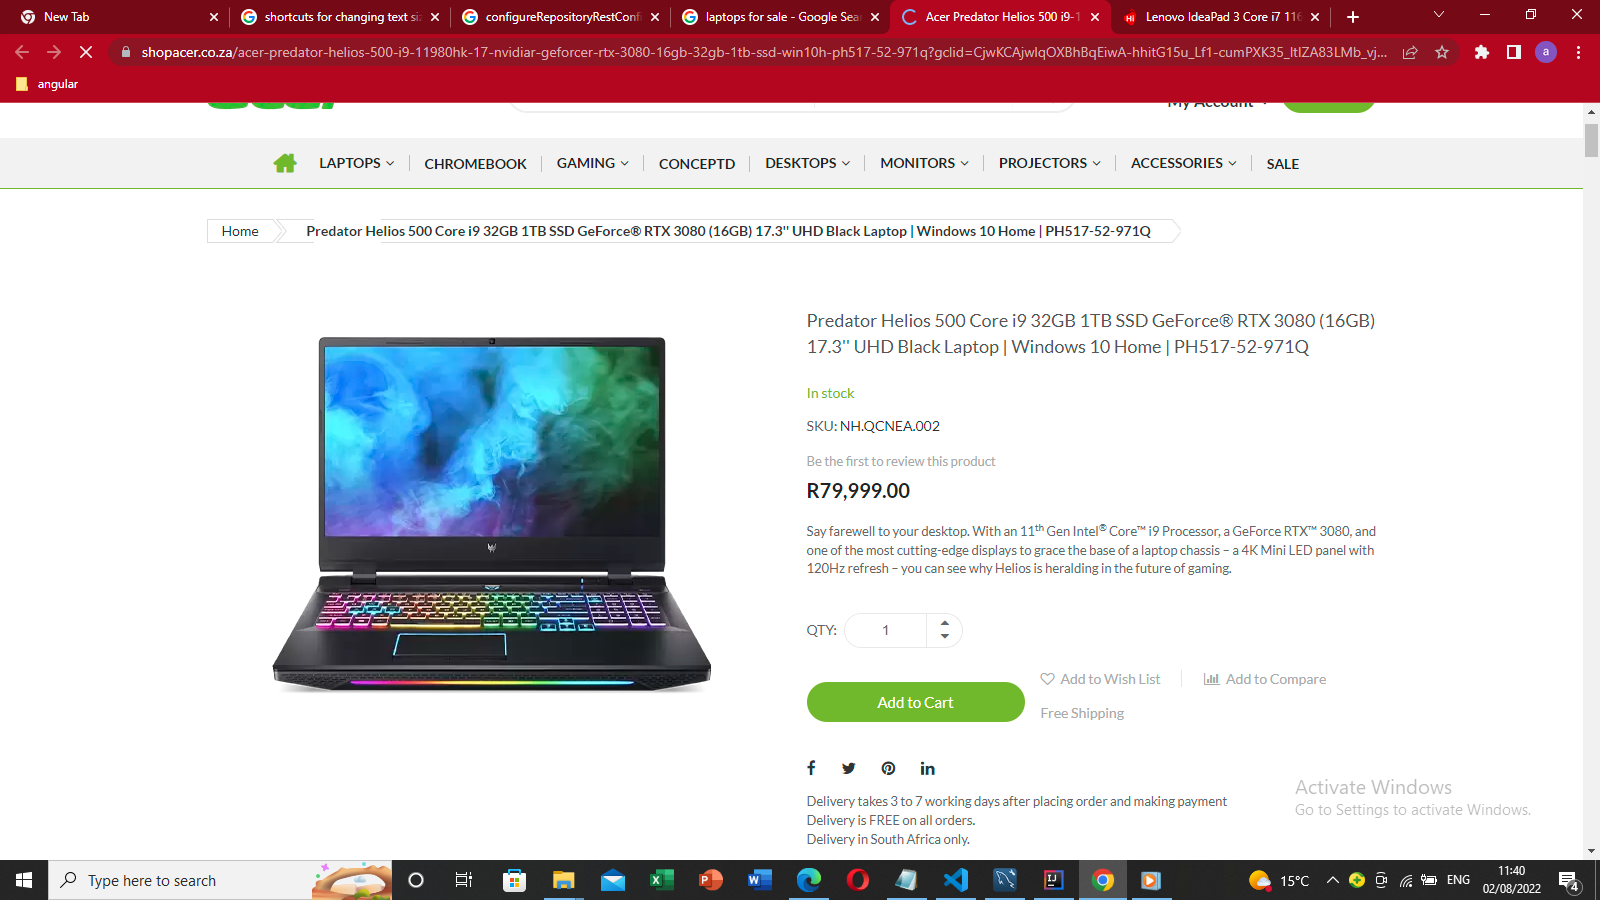 New Tab
shortcuts for changing text siz
configureRepositoryRestConfi
laptops for sale - Google Sear
Acer Predator Helios 500 i9-1
Lenovo IdeaPad 3 Core i7 116
shopacer.co.za/acer-predator-helios-500-i9-11980hk-17-nvidiar-geforcer-rtx-3080-16gb-32gb-1tb-ssd-win10h-ph517-52-971q?gclid=CjwKCAjwlqOXBhBqEiwA-hhitG15u_Lf1-cumPXK35_ltIZA83LMb_vj...
a
angular
My Account
LAPTOPS
CHROMEBOOK
GAMING
CONCEPTD
DESKTOPS
MONITORS
PROJECTORS
ACCESSORIES
SALE
Home
Predator Helios 500 Core i9 32GB 1TB SSD GeForce® RTX 3080 (16GB) 17.3'' UHD Black Laptop | Windows 10 Home | PH517-52-971Q
Predator Helios 500 Core i9 32GB 1TB SSD GeForce® RTX 3080 (16GB)
17.3'' UHD Black Laptop | Windows 10 Home | PH517-52-971Q
In stock
SKU: NH.QCNEA.002
Be the first to review this product
R79,999.00
Say farewell to your desktop. With an 11th Gen Intel® Core™ i9 Processor, a GeForce RTX™ 3080, and
one of the most cutting-edge displays to grace the base of a laptop chassis – a 4K Mini LED panel with
120Hz refresh – you can see why Helios is heralding in the future of gaming.
QTY: 1
Add to Cart
Add to Wish List
Add to Compare
Free Shipping
Delivery takes 3 to 7 working days after placing order and making payment
Delivery is FREE on all orders.
Delivery in South Africa only.
Activate Windows
Go to Settings to activate Windows.
Type here to search
15°C
ENG
11:40
02/08/2022
4